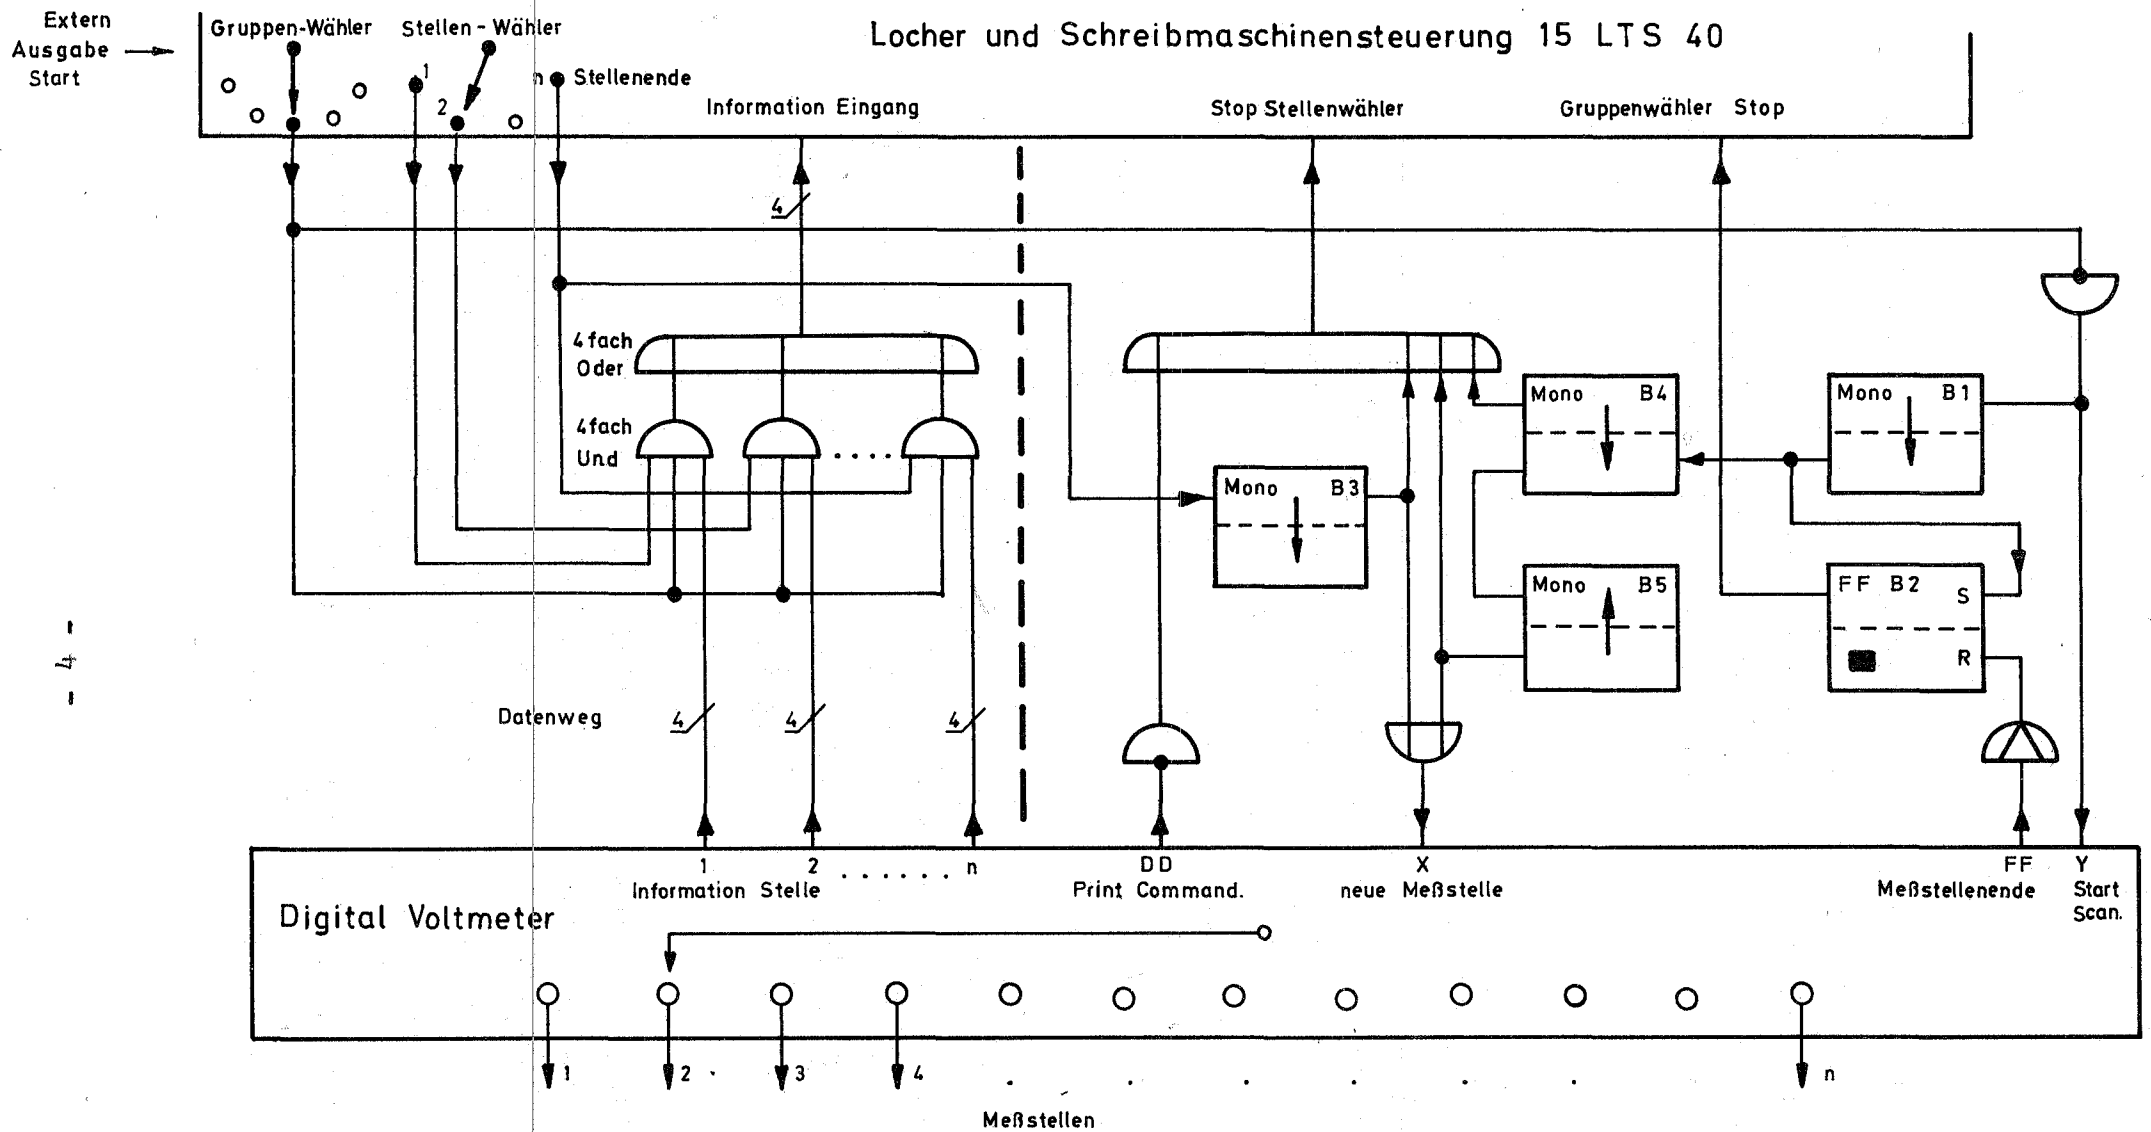 Extern
Ausgabe
Start
Gruppen-Wähler
Stellen-Wähler
Locher und Schreibmaschinensteuerung 15 LTS 40
1
2
n
Stellenende
Information Eingang
Stop Stellenwähler
Gruppenwähler Stop
4
4fach
Oder
4fach
Und
.....
Mono B4
Mono B1
Mono B3
Mono B5
FF B2 S
R
- 4 -
Datenweg
4
4
4
1
2
......
n
Information Stelle
DD
Print Command.
X
neue Meßstelle
FF
Meßstellenende
Y
Start
Scan.
Digital Voltmeter
1
2
3
4
. . . . . .
n
Meßstellen